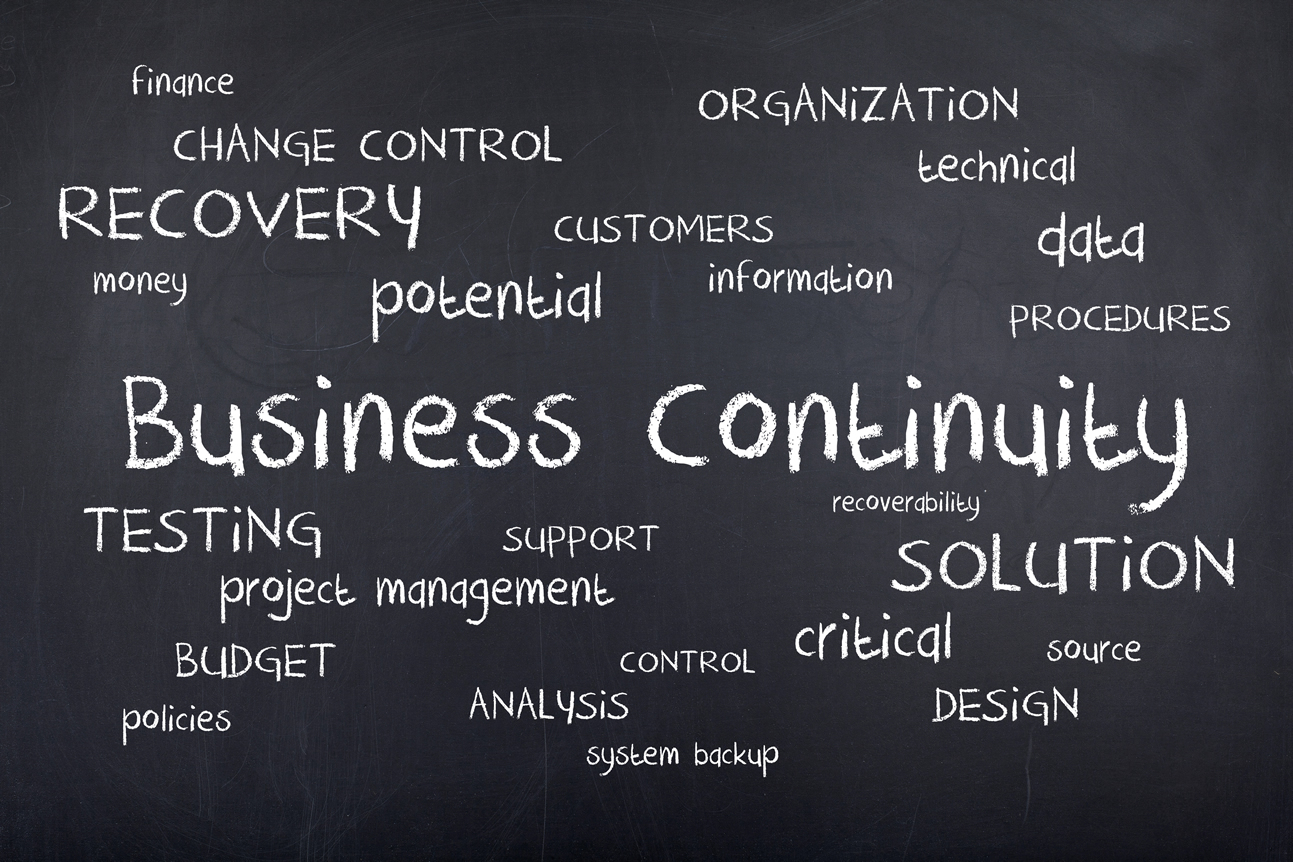 finance
ORGANiZATiON
CHANGE CONTROL
technical
RECOVERY
CUSTOMERS
data
money
potential
information
PROCEDURES
Business Continuity
recoverability
TESTiNG
SUPPORT
SOLUTiON
project management
critical
source
BUDGET
CONTROL
policies
ANALYSiS
DESiGN
system backup